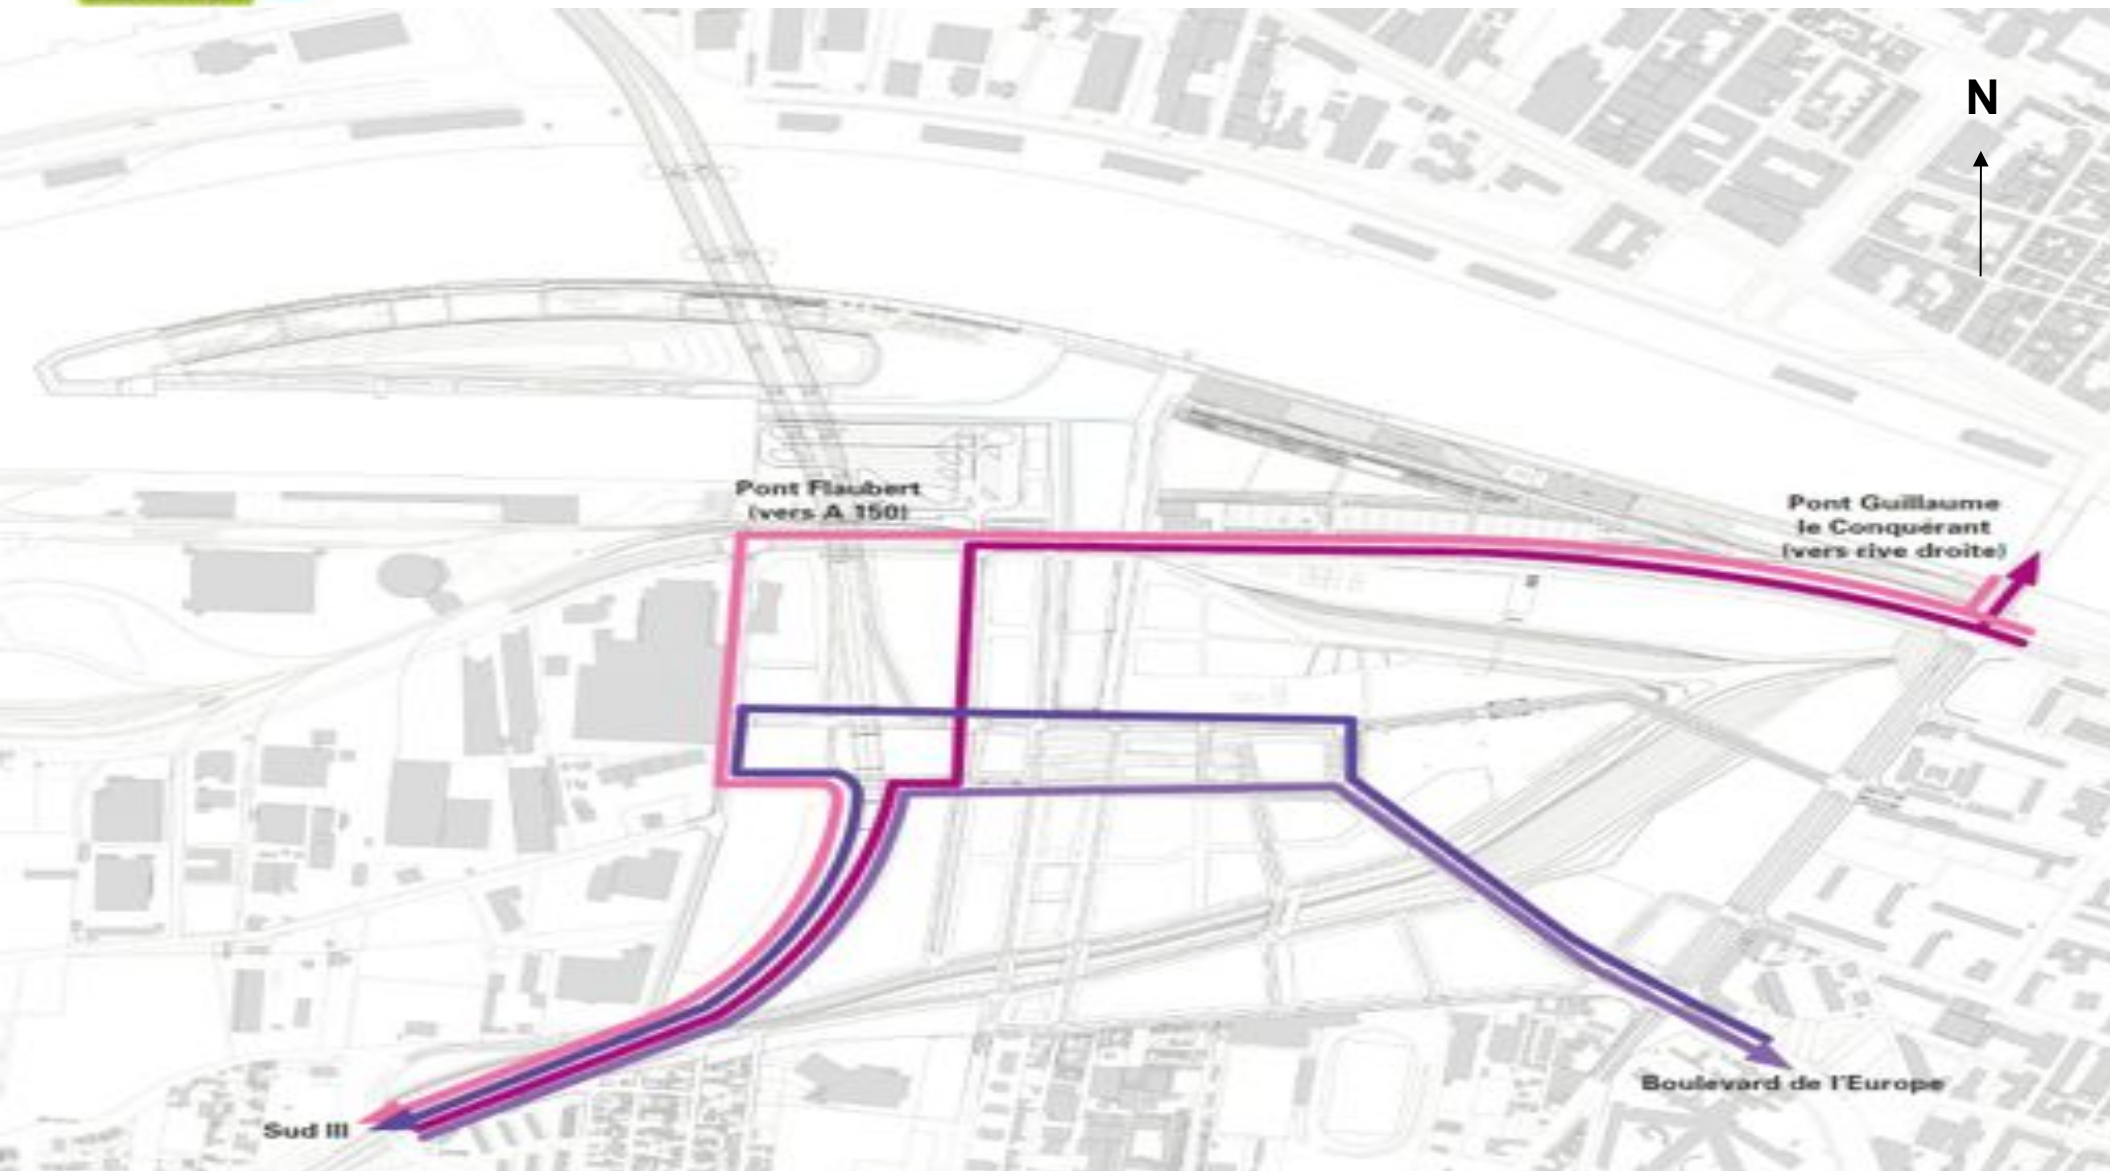 N
Pont Flaubert
(vers A 150)
Pont Guillaume
le Conquérant
(vers rive droite)
Boulevard de l'Europe
Sud III